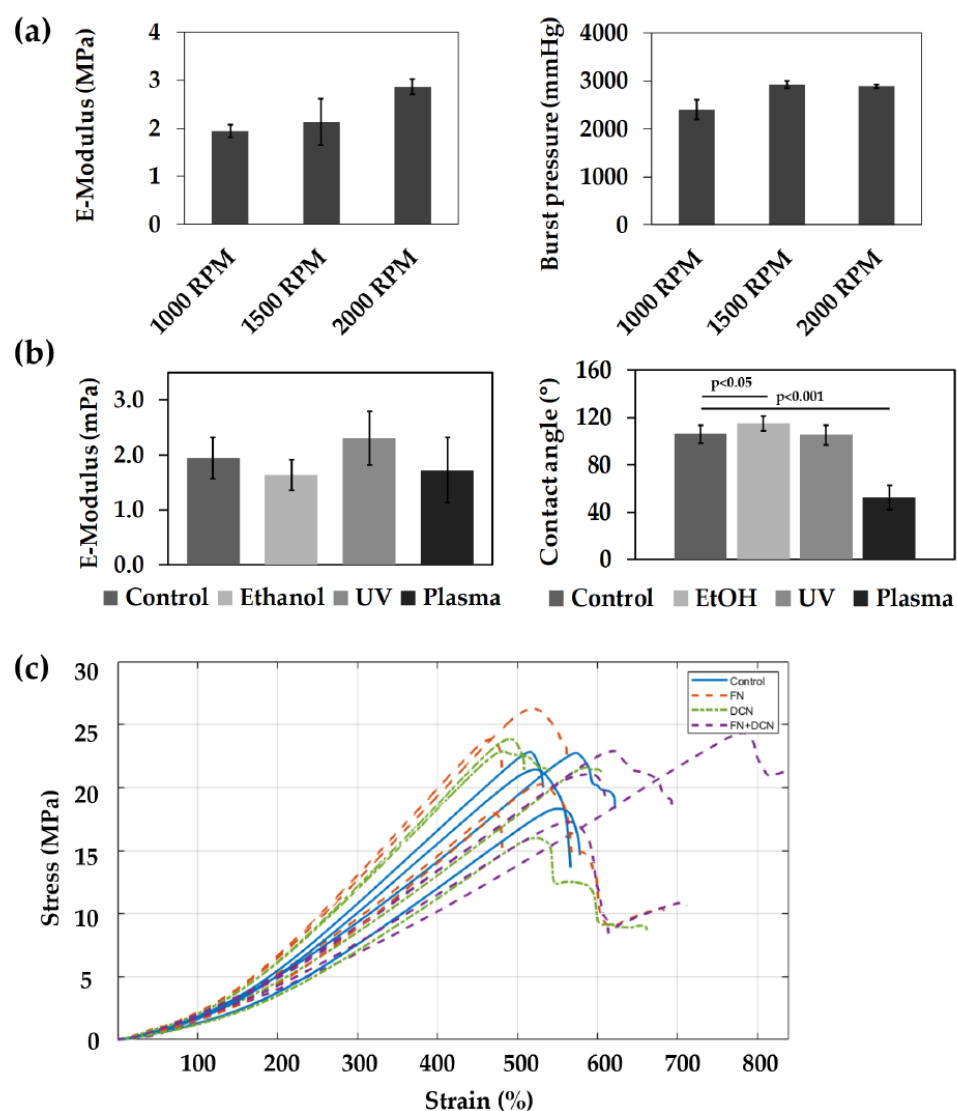 (a)
E-Modulus (MPa)
4
3
2
1
0
1000 RPM
1500 RPM
2000 RPM
Burst pressure (mmHg)
4000
3000
2000
1000
0
1000 RPM
1500 RPM
2000 RPM
(b)
E-Modulus (mPa)
3.0
2.0
1.0
0.0
Control Ethanol UV Plasma
Contact angle (°)
160
120
80
40
0
p<0.05
p<0.001
Control EtOH UV Plasma
(c)
Stress (MPa)
30
25
20
15
10
5
0
100 200 300 400 500 600 700 800
Strain (%)
Control
FN
DCN
FN+DCN